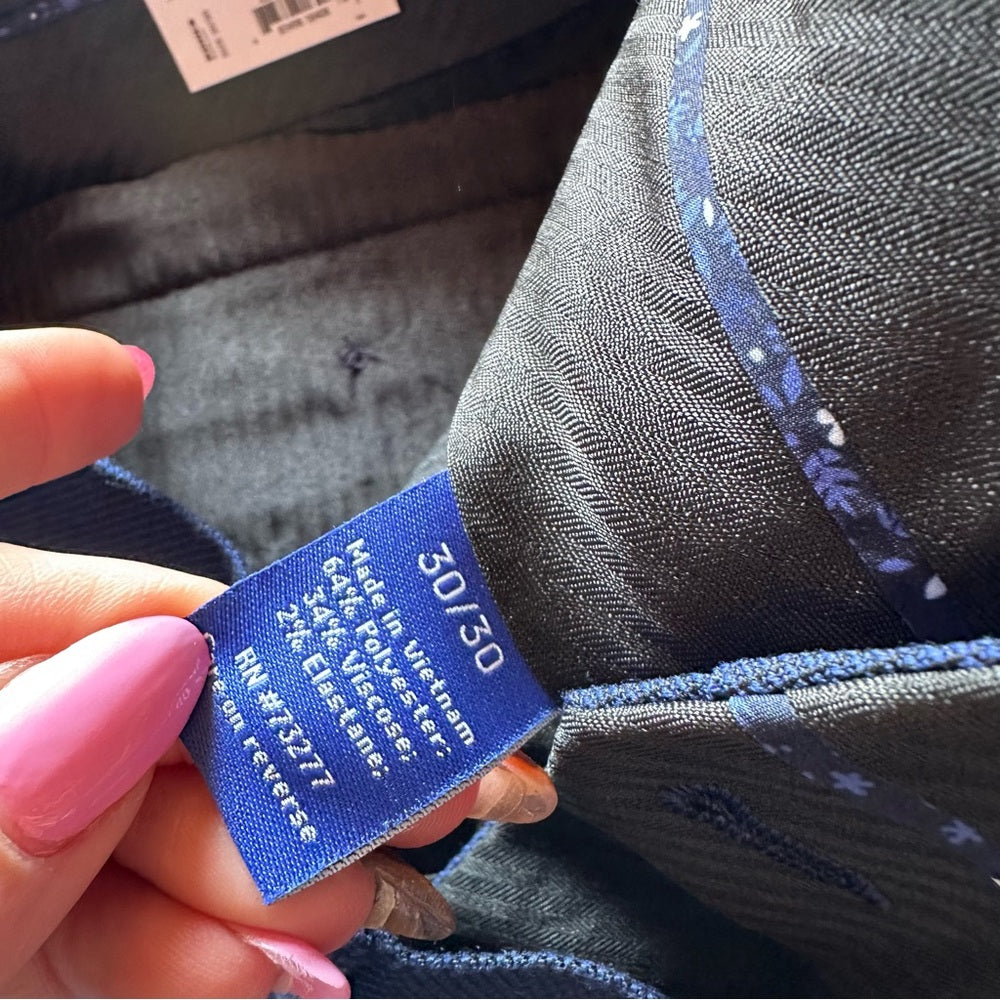 30/30
Made in Vietnam
64% Polyester;
34% Viscose;
2% Elastane;
RN #73277
on reverse